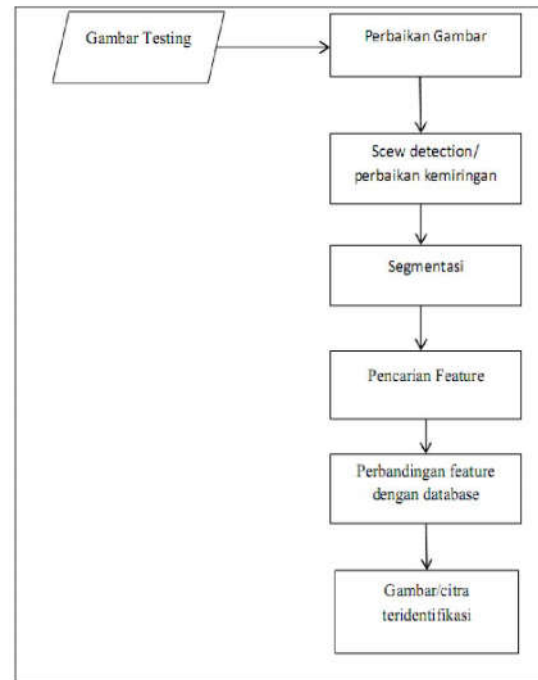 Gambar Testing
Perbaikan Gambar
Scew detection/
perbaikan kemiringan
Segmentasi
Pencarian Feature
Perbandingan feature
dengan database
Gambar/citra
teridentifikasi